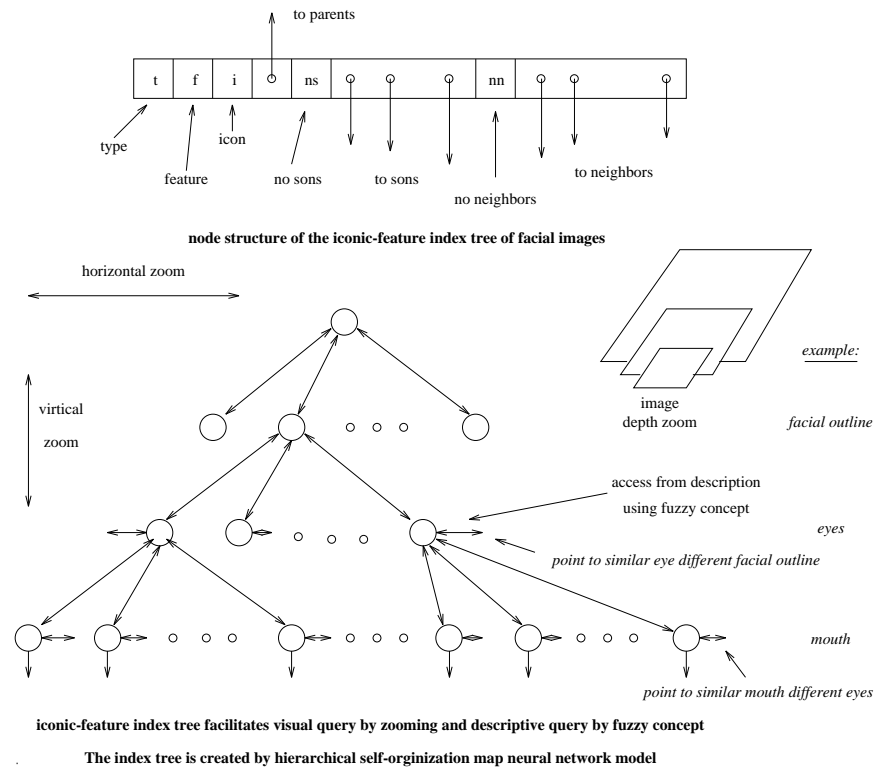 to parents
t f i ns nn
type
feature
icon
no sons
to sons
no neighbors
to neighbors
node structure of the iconic-feature index tree of facial images
horizontal zoom
virtical
zoom
image
depth zoom
example:
facial outline
access from description
using fuzzy concept
eyes
point to similar eye different facial outline
mouth
point to similar mouth different eyes
iconic-feature index tree facilitates visual query by zooming and descriptive query by fuzzy concept
The index tree is created by hierarchical self-orginization map neural network model